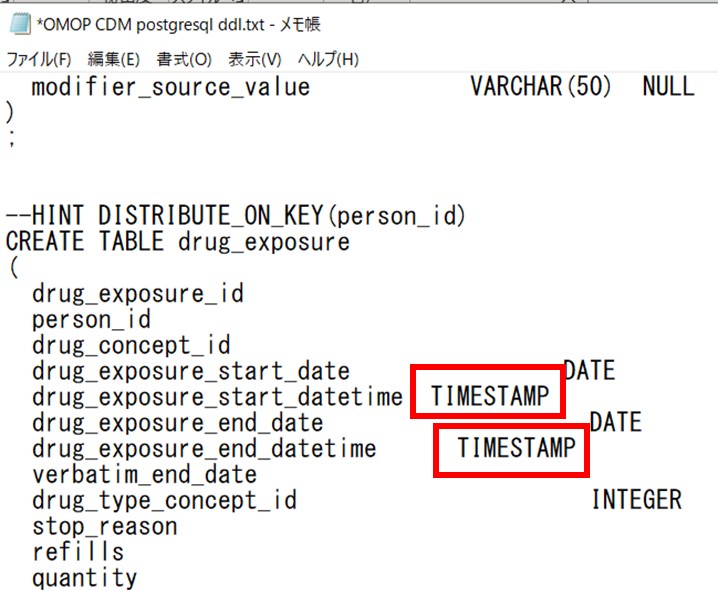 *OMOP CDM postgresql ddl.txt - メモ帳
ファイル(F) 編集(E) 書式(O) 表示(V) ヘルプ(H)
modifier_source_value VARCHAR(50) NULL
)
;
--HINT DISTRIBUTE_ON_KEY(person_id)
CREATE TABLE drug_exposure
(
drug_exposure_id
person_id
drug_concept_id
drug_exposure_start_date DATE
drug_exposure_start_datetime TIMESTAMP
drug_exposure_end_date DATE
drug_exposure_end_datetime TIMESTAMP
verbatim_end_date
drug_type_concept_id INTEGER
stop_reason
refills
quantity